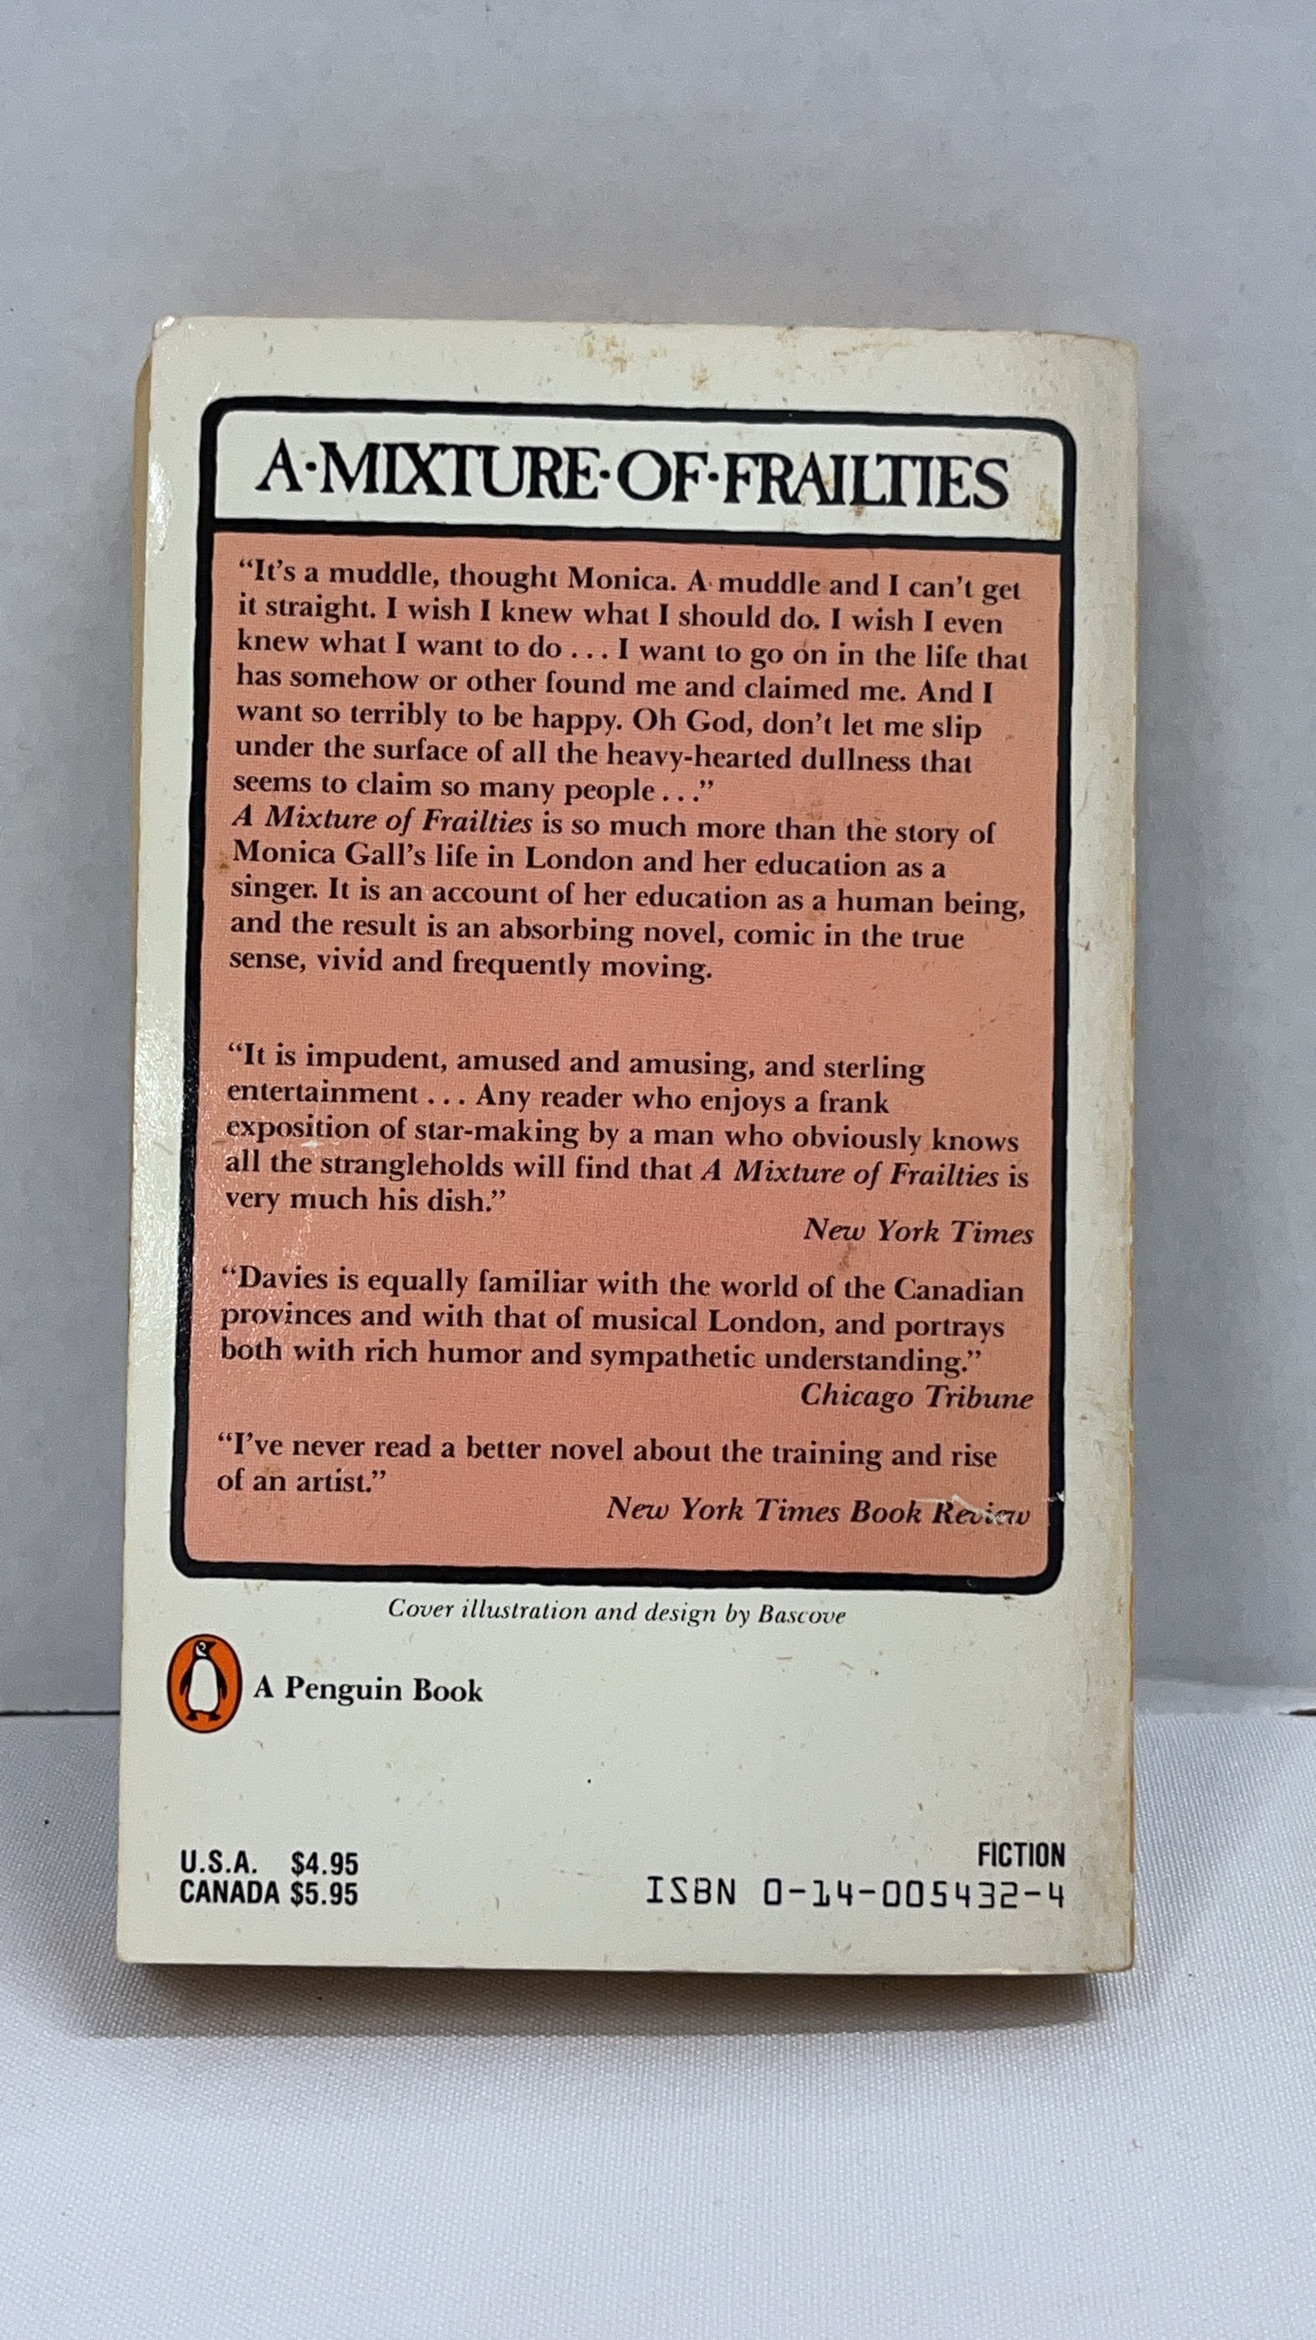 A·MIXTURE·OF·FRAILTIES
“It’s a muddle, thought Monica. A muddle and I can’t get
it straight. I wish I knew what I should do. I wish I even
knew what I want to do . . . I want to go on in the life that
has somehow or other found me and claimed me. And I
want so terribly to be happy. Oh God, don’t let me slip
under the surface of all the heavy-hearted dullness that
seems to claim so many people . . .”
A Mixture of Frailties is so much more than the story of
Monica Gall’s life in London and her education as a
singer. It is an account of her education as a human being,
and the result is an absorbing novel, comic in the true
sense, vivid and frequently moving.
“It is impudent, amused and amusing, and sterling
entertainment . . . Any reader who enjoys a frank
exposition of star-making by a man who obviously knows
all the strangleholds will find that A Mixture of Frailties is
very much his dish.”
New York Times
“Davies is equally familiar with the world of the Canadian
provinces and with that of musical London, and portrays
both with rich humor and sympathetic understanding.”
Chicago Tribune
“I’ve never read a better novel about the training and rise
of an artist.”
New York Times Book Review
Cover illustration and design by Bascove
A Penguin Book
U.S.A. $4.95
CANADA $5.95
FICTION
ISBN 0-14-005432-4